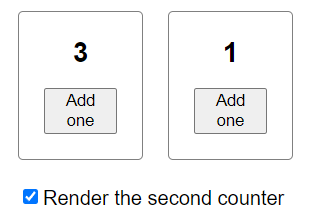 3
Add
one
1
Add
one
Render the second counter